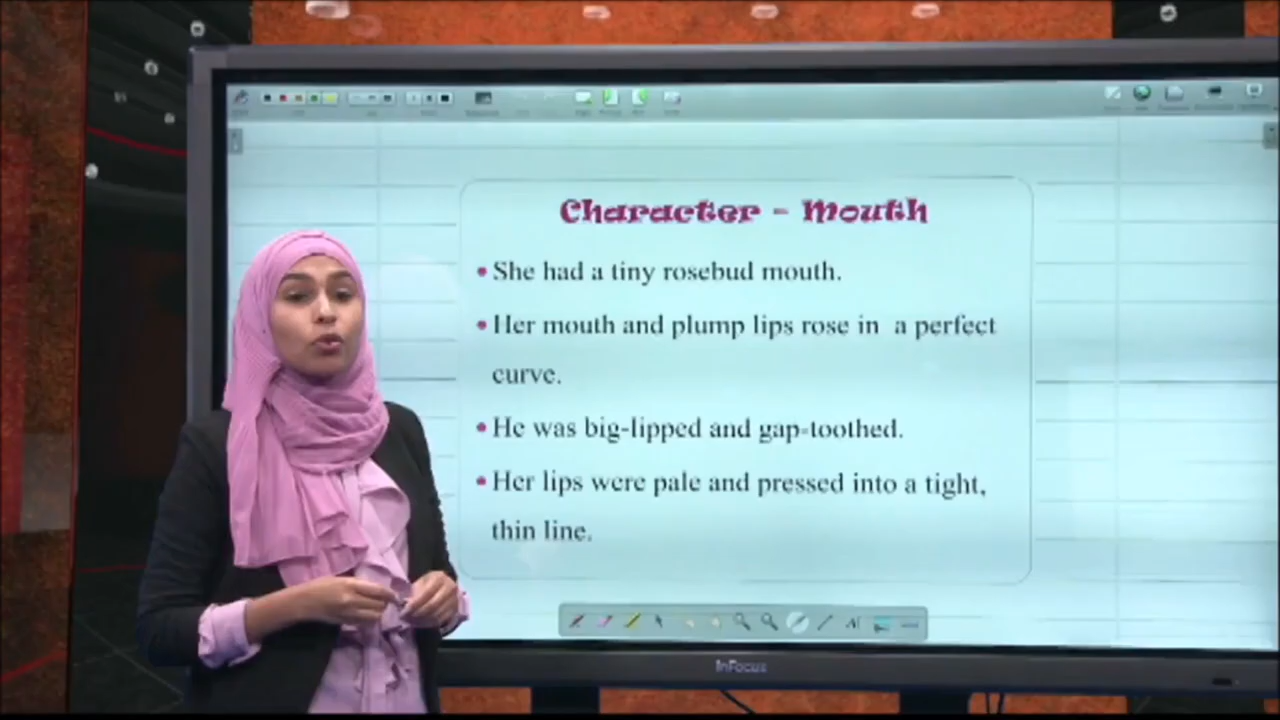 Character - Mouth
• She had a tiny rosebud mouth.
• Her mouth and plump lips rose in a perfect
curve.
• He was big-lipped and gap-toothed.
• Her lips were pale and pressed into a tight,
thin line.
InFocus